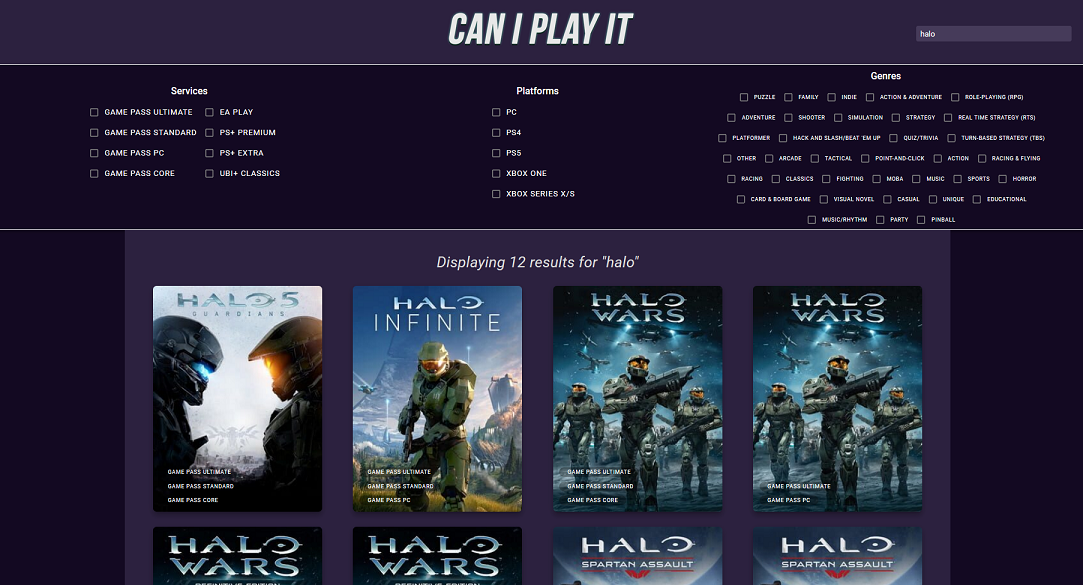 CAN I PLAY IT
halo
Services
GAME PASS ULTIMATE
EA PLAY
GAME PASS STANDARD
PS+ PREMIUM
GAME PASS PC
PS+ EXTRA
GAME PASS CORE
UBI+ CLASSICS
Platforms
PC
PS4
PS5
XBOX ONE
XBOX SERIES X/S
Genres
PUZZLE FAMILY INDIE ACTION & ADVENTURE ROLE-PLAYING (RPG)
ADVENTURE SHOOTER SIMULATION STRATEGY REAL TIME STRATEGY (RTS)
PLATFORMER HACK AND SLASH/BEAT 'EM UP QUIZ/TRIVIA TURN-BASED STRATEGY (TBS)
OTHER ARCADE TACTICAL POINT-AND-CLICK ACTION RACING & FLYING
RACING CLASSICS FIGHTING MOBA MUSIC SPORTS HORROR
CARD & BOARD GAME VISUAL NOVEL CASUAL UNIQUE EDUCATIONAL
MUSIC/RHYTHM PARTY PINBALL
Displaying 12 results for "halo"
HALO 5
GUARDIANS
GAME PASS ULTIMATE
GAME PASS STANDARD
GAME PASS CORE
HALO
INFINITE
GAME PASS ULTIMATE
GAME PASS STANDARD
GAME PASS PC
HALO
WARS
GAME PASS ULTIMATE
GAME PASS STANDARD
GAME PASS CORE
HALO
WARS
GAME PASS ULTIMATE
GAME PASS PC
HALO
WARS
DEFINITIVE EDITION
HALO
WARS
DEFINITIVE EDITION
HALO
SPARTAN ASSAULT
HALO
SPARTAN ASSAULT